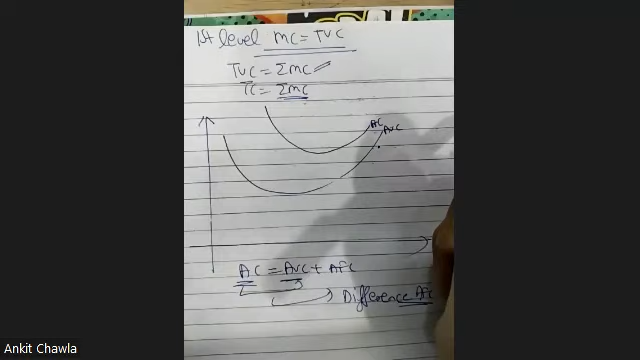 1st level MC = TVC
TVC = ΣMC
TC = ΣMC
AC
AVC
AC = AVC + AFC
Difference AFC
Ankit Chawla